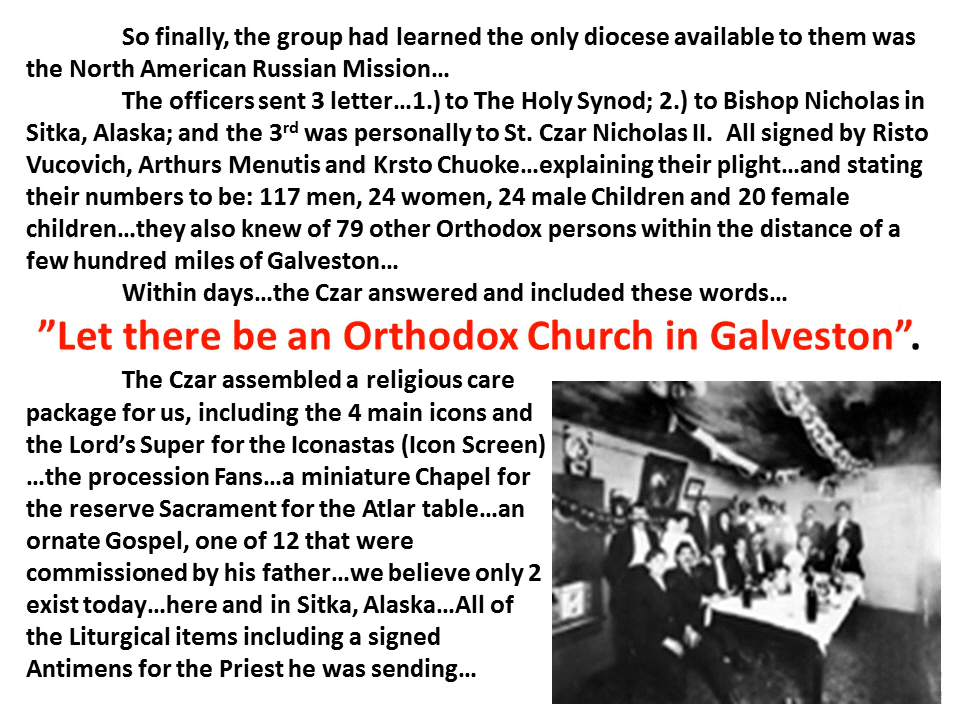 So finally, the group had learned the only diocese available to them was
the North American Russian Mission…
The officers sent 3 letter…1.) to The Holy Synod; 2.) to Bishop Nicholas in
Sitka, Alaska; and the 3rd was personally to St. Czar Nicholas II. All signed by Risto
Vucovich, Arthurs Menutis and Krsto Chuoke…explaining their plight…and stating
their numbers to be: 117 men, 24 women, 24 male Children and 20 female
children…they also knew of 79 other Orthodox persons within the distance of a
few hundred miles of Galveston…
Within days…the Czar answered and included these words…
”Let there be an Orthodox Church in Galveston”.
The Czar assembled a religious care
package for us, including the 4 main icons and
the Lord’s Super for the Iconastas (Icon Screen)
…the procession Fans…a miniature Chapel for
the reserve Sacrament for the Atlar table…an
ornate Gospel, one of 12 that were
commissioned by his father…we believe only 2
exist today…here and in Sitka, Alaska…All of
the Liturgical items including a signed
Antimens for the Priest he was sending…